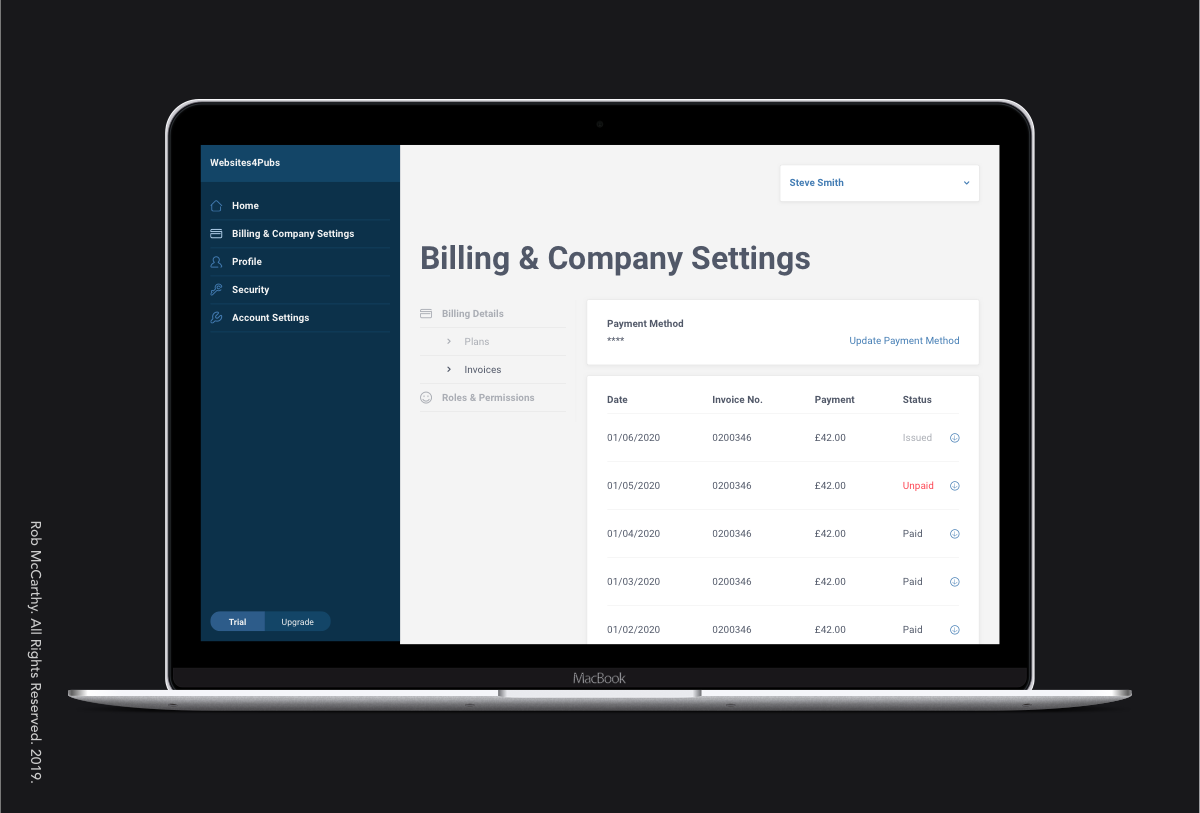 Websites4Pubs
Home
Billing & Company Settings
Profile
Security
Account Settings
Trial Upgrade
Steve Smith
Billing & Company Settings
Billing Details
Plans
Invoices
Roles & Permissions
Payment Method
****
Update Payment Method
Date Invoice No. Payment Status
01/06/2020 0200346 £42.00 Issued
01/05/2020 0200346 £42.00 Unpaid
01/04/2020 0200346 £42.00 Paid
01/03/2020 0200346 £42.00 Paid
01/02/2020 0200346 £42.00 Paid
MacBook
Rob McCarthy. All Rights Reserved. 2019.